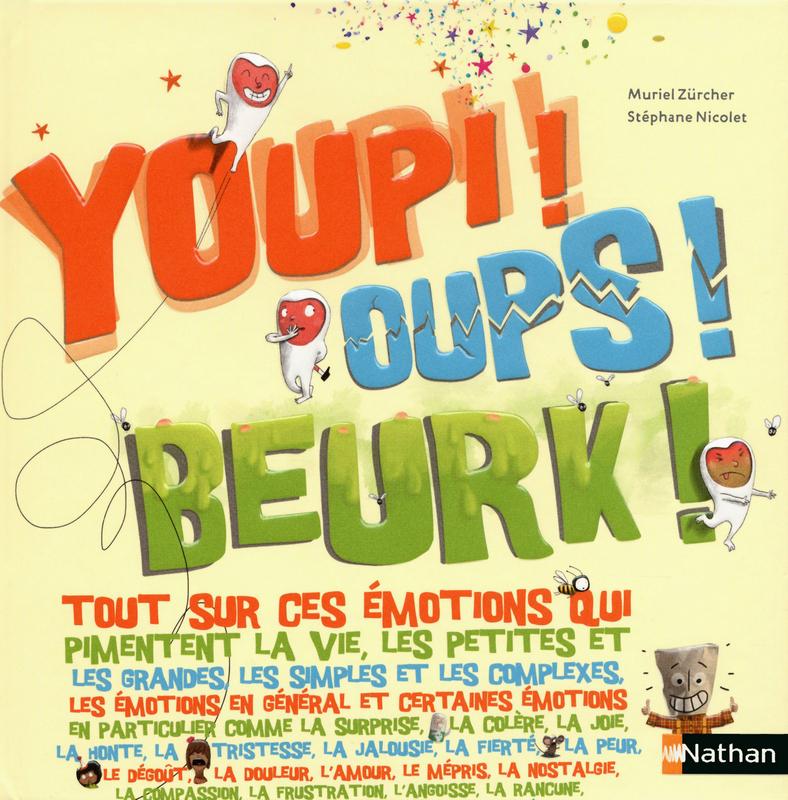 Muriel Zürcher
Stéphane Nicolet
YOUPI !
OUPS !
BEURK !
TOUT SUR CES ÉMOTIONS QUI
PIMENTENT LA VIE, LES PETITES ET
LES GRANDES, LES SIMPLES ET LES COMPLEXES,
LES ÉMOTIONS EN GÉNÉRAL ET CERTAINES ÉMOTIONS
EN PARTICULIER COMME LA SURPRISE, LA COLÈRE, LA JOIE,
LA HONTE, LA TRISTESSE, LA JALOUSIE, LA FIERTÉ, LA PEUR,
LE DÉGOÛT, LA DOULEUR, L'AMOUR, LE MÉPRIS, LA NOSTALGIE,
LA COMPASSION, LA FRUSTRATION, L'ANGOISSE, LA RANCUNE,
Nathan